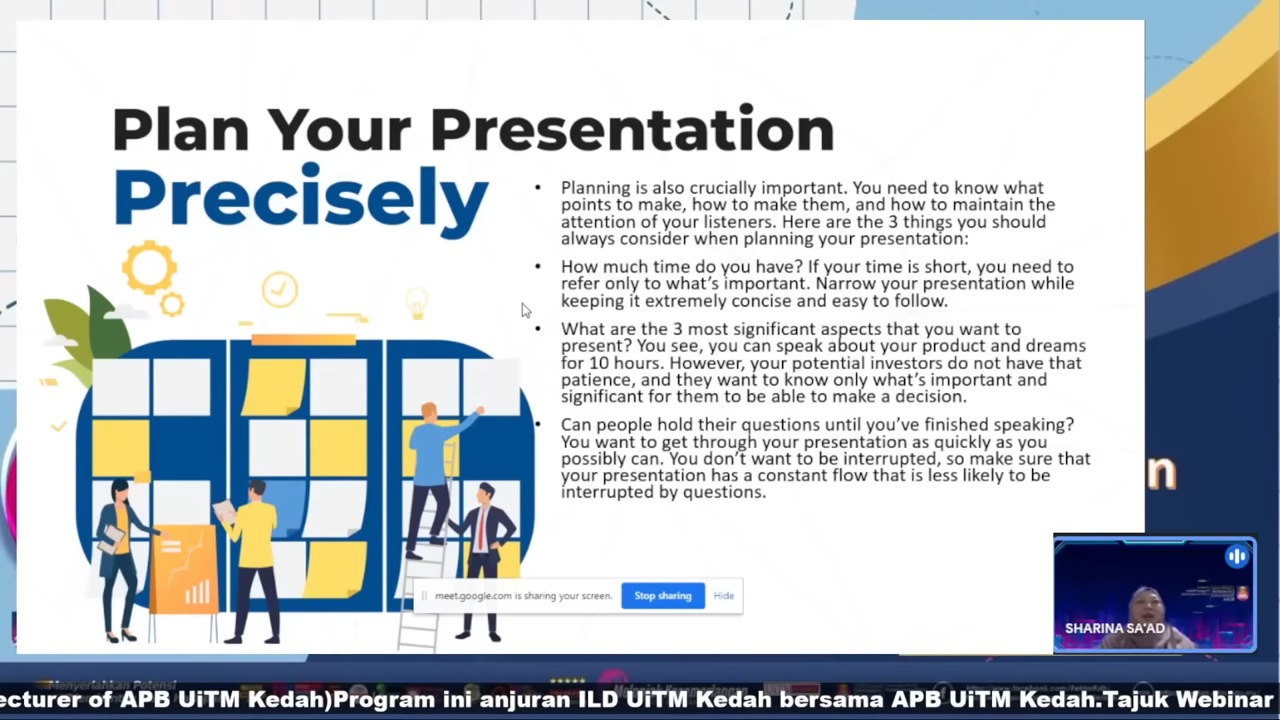 Plan Your Presentation
Precisely
• Planning is also crucially important. You need to know what
points to make, how to make them, and how to maintain the
attention of your listeners. Here are the 3 things you should
always consider when planning your presentation:
• How much time do you have? If your time is short, you need to
refer only to what's important. Narrow your presentation while
keeping it extremely concise and easy to follow.
• What are the 3 most significant aspects that you want to
present? You see, you can speak about your product and dreams
for 10 hours. However, your potential investors do not have that
patience, and they want to know only what's important and
significant for them to be able to make a decision.
• Can people hold their questions until you've finished speaking?
You want to get through your presentation as quickly as you
possibly can. You don't want to be interrupted, so make sure that
your presentation has a constant flow that is less likely to be
interrupted by questions.
n
meet.google.com is sharing your screen.
Stop sharing
Hide
SHARINA SA'AD
Menyerlahkan Potensi
ecturer of APB UiTM Kedah)Program ini anjuran ILD UiTM Kedah bersama APB UiTM Kedah.Tajuk Webinar